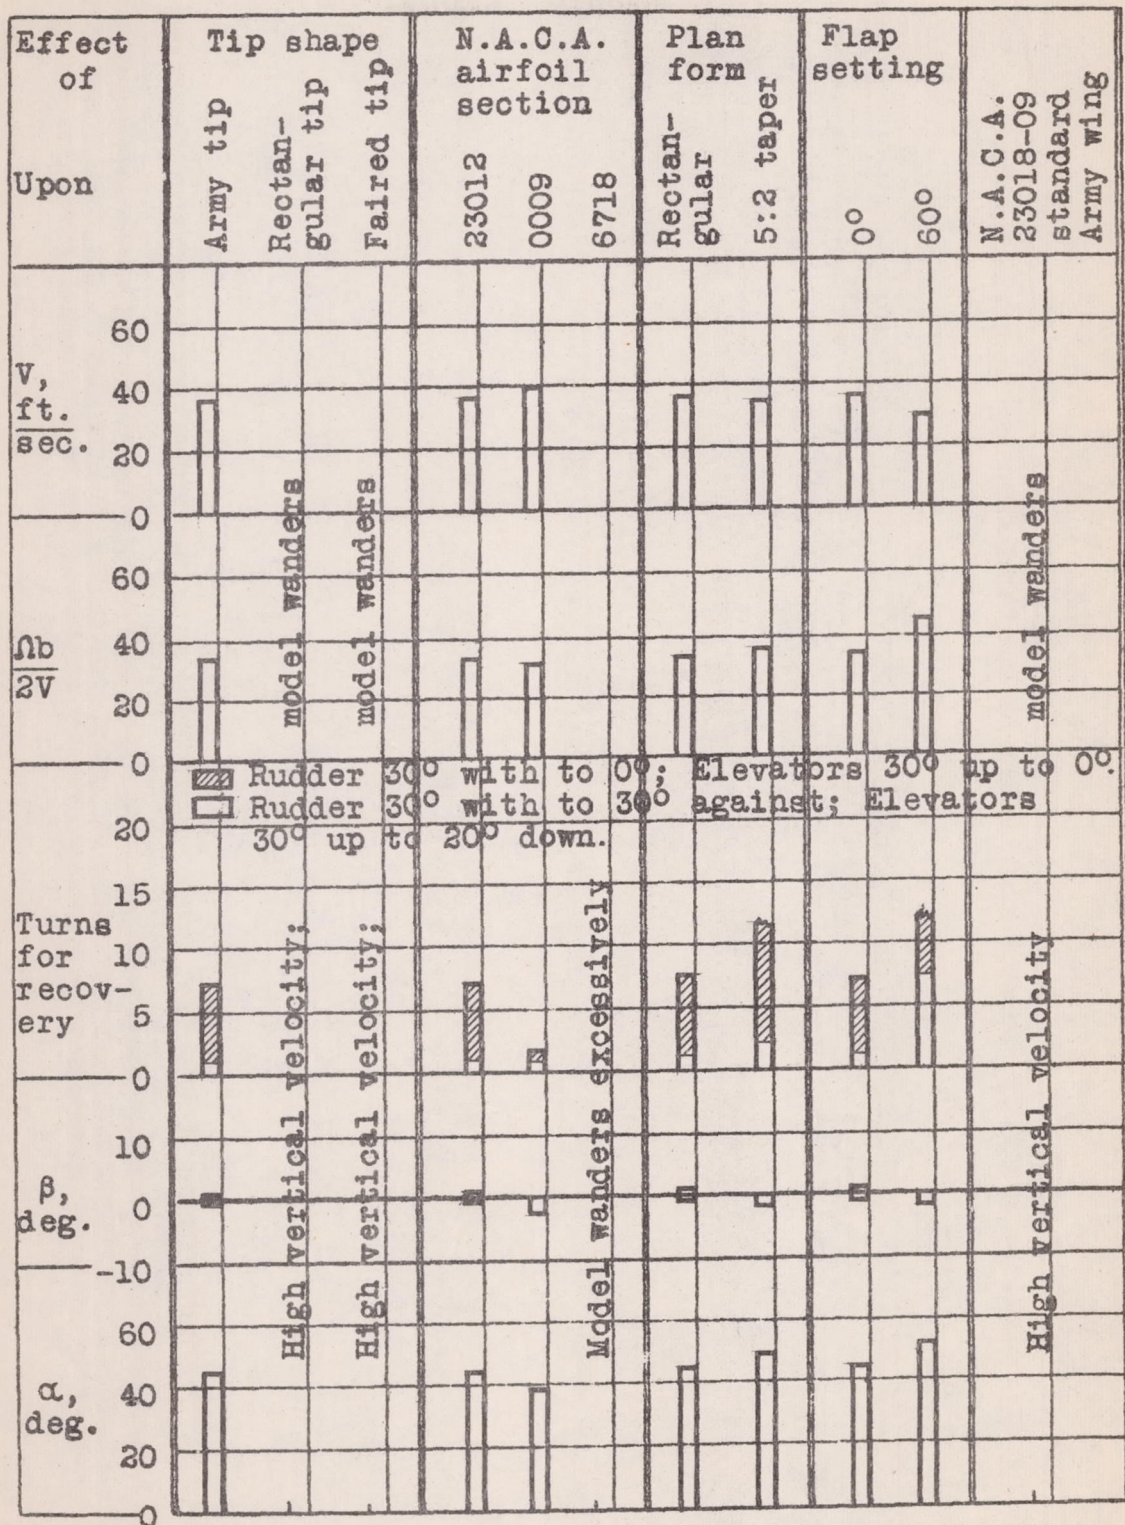 Effect
of
Upon
Tip shape
Army tip
Rectan-
gular tip
Faired tip
N.A.C.A.
airfoil
section
23012
0009
6718
Plan
form
Rectan-
gular
5:2 taper
Flap
setting
0°
60°
N.A.C.A.
23018-09
standard
Army wing
V,
ft.
sec.
60
40
20
0
Ωb
2V
60
40
20
0
model wanders
model wanders
model wanders
Rudder 30° with to 0°; Elevators 30° up to 0°.
Rudder 30° with to 30° against; Elevators
30° up to 20° down.
Turns
for
recov-
ery
20
15
10
5
0
β,
deg.
10
0
-10
α,
deg.
60
40
20
0
High vertical velocity;
High vertical velocity;
Model wanders excessively
High vertical velocity